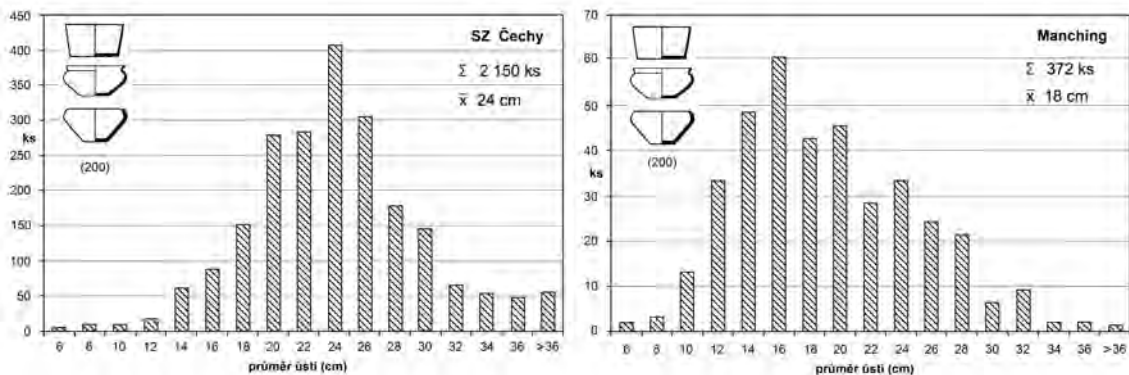 450
400
350
300
250
200
150
100
50
0
ks
(200)
SZ Čechy
Σ 2 150 ks
x̄ 24 cm
6 8 10 12 14 16 18 20 22 24 26 28 30 32 34 36 >36
průměr ústí (cm)
70
60
50
40
30
20
10
0
ks
(200)
Manching
Σ 372 ks
x̄ 18 cm
6 8 10 12 14 16 18 20 22 24 26 28 30 32 34 36 >36
průměr ústí (cm)